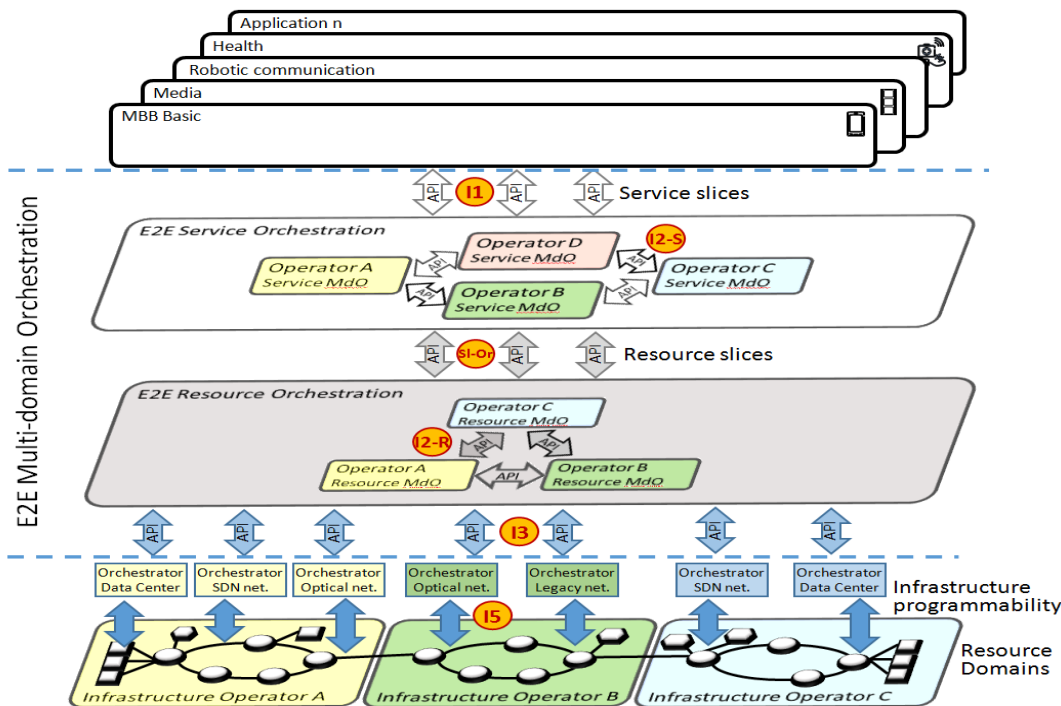 Application n
Health
Robotic communication
Media
MBB Basic
API
I1
API
API
Service slices
E2E Multi-domain Orchestration
E2E Service Orchestration
Operator D
Service MdO
I2-S
API
API
Operator A
Service MdO
Operator C
Service MdO
API
Operator B
Service MdO
API
API
Sl-Or
API
API
Resource slices
E2E Resource Orchestration
Operator C
Resource MdO
I2-R
API
API
Operator A
Resource MdO
API
Operator B
Resource MdO
API
API
API
API
I3
API
API
API
Orchestrator
Data Center
Orchestrator
SDN net.
Orchestrator
Optical net.
Orchestrator
Optical net.
Orchestrator
Legacy net.
Orchestrator
SDN net.
Orchestrator
Data Center
Infrastructure
programmability
I5
Resource
Domains
Infrastructure Operator A
Infrastructure Operator B
Infrastructure Operator C